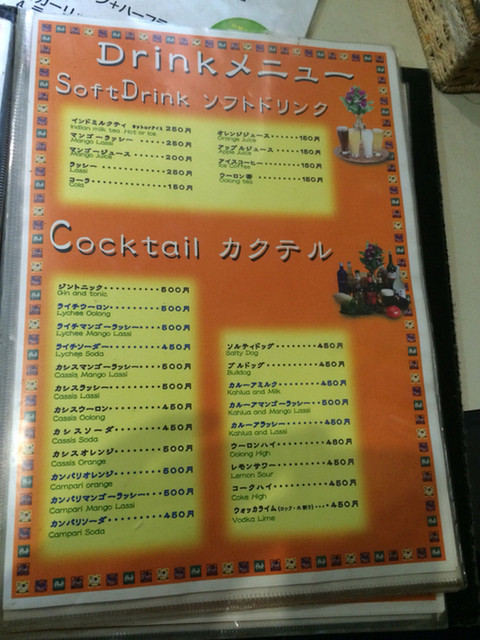 Drinkメニュー
SoftDrink ソフトドリンク
インドミルクティ ホットorアイス 250円
Indian milk tea Hot or Ice
マンゴーラッシー ・・・・・ 250円
Mango Lassi
マンゴージュース ・・・・・ 200円
Mango Juice
ラッシー ・・・・・・・・ 250円
Lassi
コーラ ・・・・・・・・・ 150円
Cola
オレンジジュース・・・・・・150円
Orange Juice
アップルジュース・・・・・・150円
Apple Juice
アイスコーヒー・・・・・・・150円
Ice Coffee
ウーロン茶 ・・・・・・・・150円
Oolong tea
Cocktail カクテル
ジントニック・・・・・・・・・・500円
Gin and tonic
ライチウーロン・・・・・・・・500円
Lychee Oolong
ライチマンゴーラッシー・・・・500円
Lychee Mango Lassi
ライチソーダー・・・・・・・・450円
Lychee Soda
カシスマンゴーラッシー・・・・500円
Cassis Mango Lassi
カシスラッシー・・・・・・・・500円
Cassis Lassi
カシスウーロン・・・・・・・・450円
Cassis Oolong
カシスソーダ・・・・・・・・450円
Cassis Soda
カシスオレンジ・・・・・・・・500円
Cassis Orange
カンパリオレンジ・・・・・・・500円
Campari orange
カンパリマンゴーラッシー・・・500円
Campari Mango Lassi
カンパリソーダ・・・・・・・・450円
Campari Soda
ソルティドッグ・・・・・・・・450円
Salty Dog
ブルドッグ・・・・・・・・・・450円
Bulldog
カルーアミルク・・・・・・・・450円
Kahlua and Milk
カルーアマンゴーラッシー・・500円
Kahlua and Mango Lassi
カルーアラッシー・・・・・・・450円
Kahlua and Lassi
ウーロンハイ・・・・・・・・・450円
Oolong High
レモンサワー・・・・・・・・・450円
Lemon Sour
コークハイ・・・・・・・・・・450円
Coke High
ウォッカライム(ロック・ソーダ割り)・・・450円
Vodka Lime